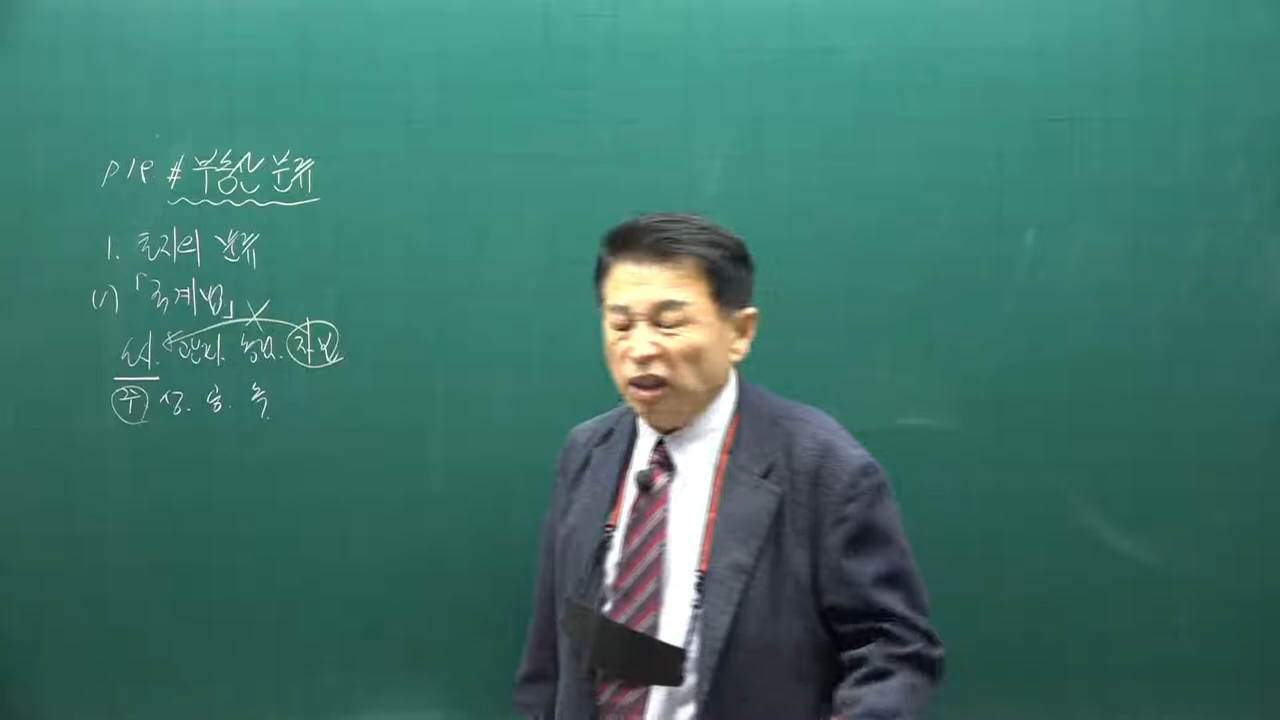 P18. # 부동산 분류
1. 토지의 분류
(1) 「국계법」
도시. 관리. 농림. 자연
주. 상. 공. 녹